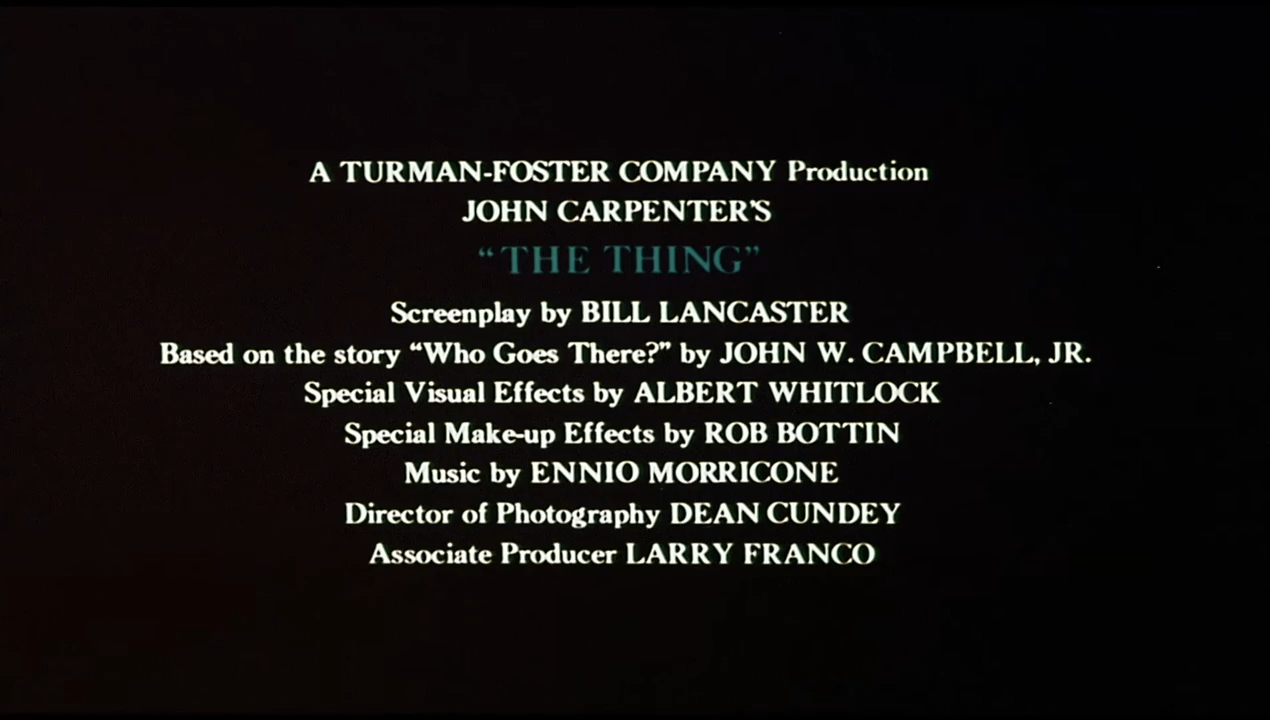 A TURMAN-FOSTER COMPANY Production
JOHN CARPENTER'S
“THE THING”
Screenplay by BILL LANCASTER
Based on the story “Who Goes There?” by JOHN W. CAMPBELL, JR.
Special Visual Effects by ALBERT WHITLOCK
Special Make-up Effects by ROB BOTTIN
Music by ENNIO MORRICONE
Director of Photography DEAN CUNDEY
Associate Producer LARRY FRANCO